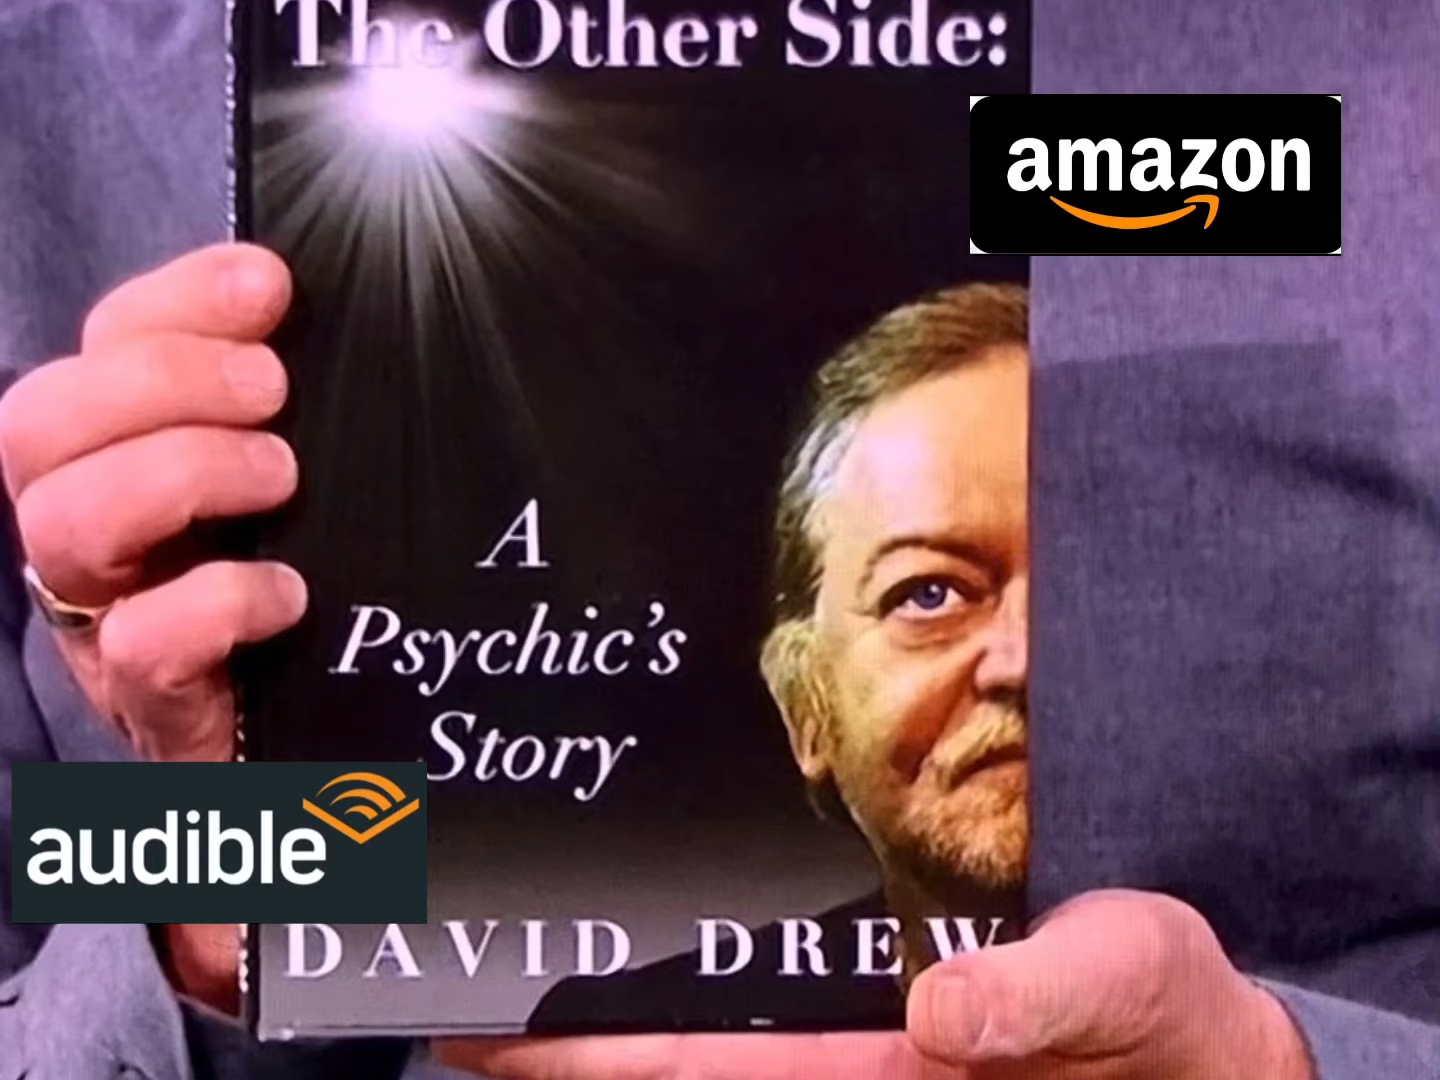 The Other Side:
amazon
A
Psychic's
Story
audible
DAVID DREW